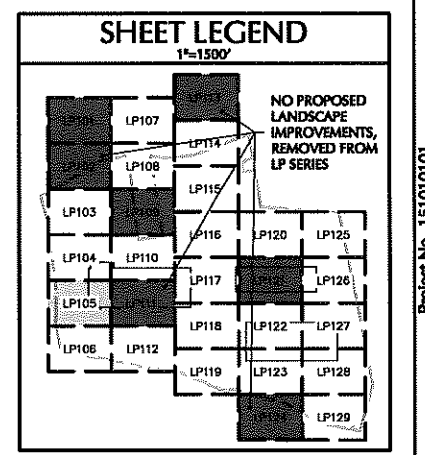 SHEET LEGEND
1"=1500'
NO PROPOSED
LANDSCAPE
IMPROVEMENTS,
REMOVED FROM
LP SERIES
LP107
LP114
LP108
LP115
LP103
LP116 LP120 LP125
LP104 LP110
LP117 LP126
LP105
LP118 LP122 LP127
LP106 LP112
LP119 LP123 LP128
LP129
Project No. 151010101